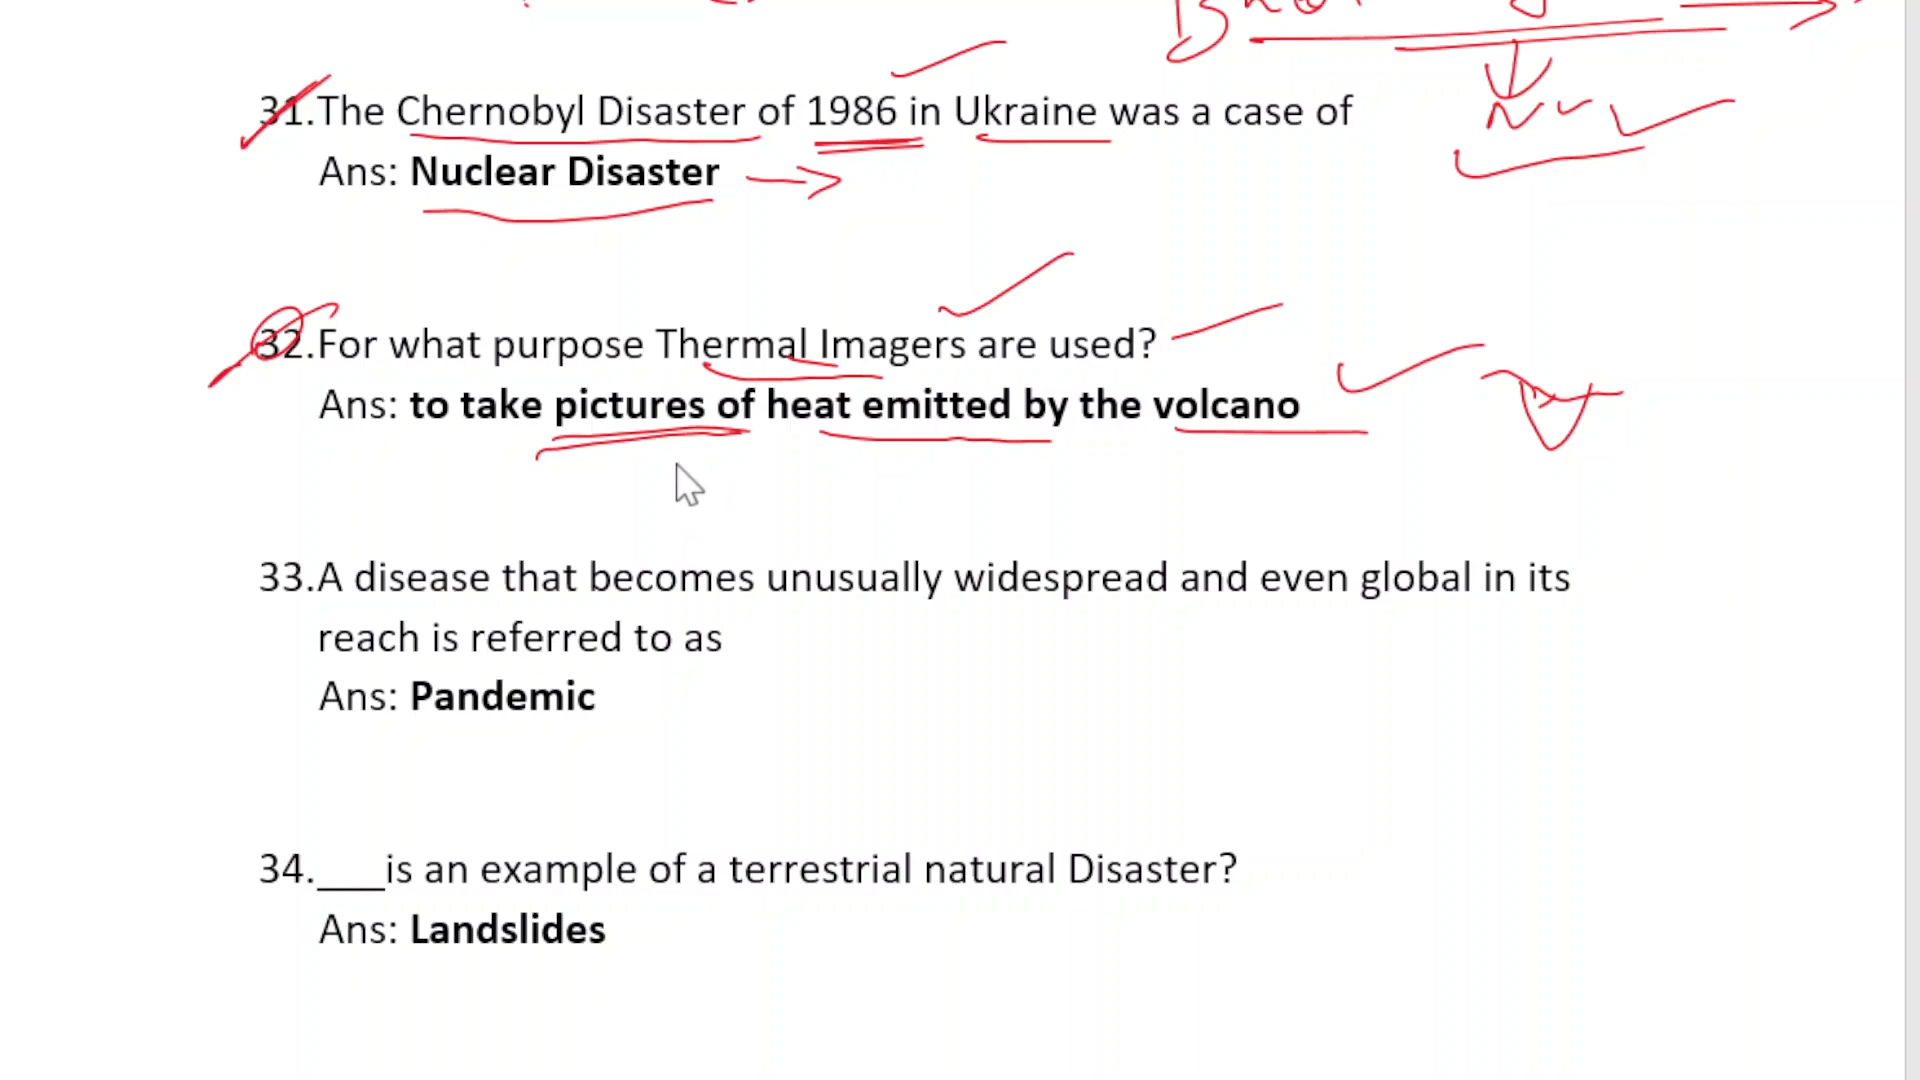 31.The Chernobyl Disaster of 1986 in Ukraine was a case of
Ans: Nuclear Disaster
32.For what purpose Thermal Imagers are used?
Ans: to take pictures of heat emitted by the volcano
33.A disease that becomes unusually widespread and even global in its
reach is referred to as
Ans: Pandemic
34.___is an example of a terrestrial natural Disaster?
Ans: Landslides